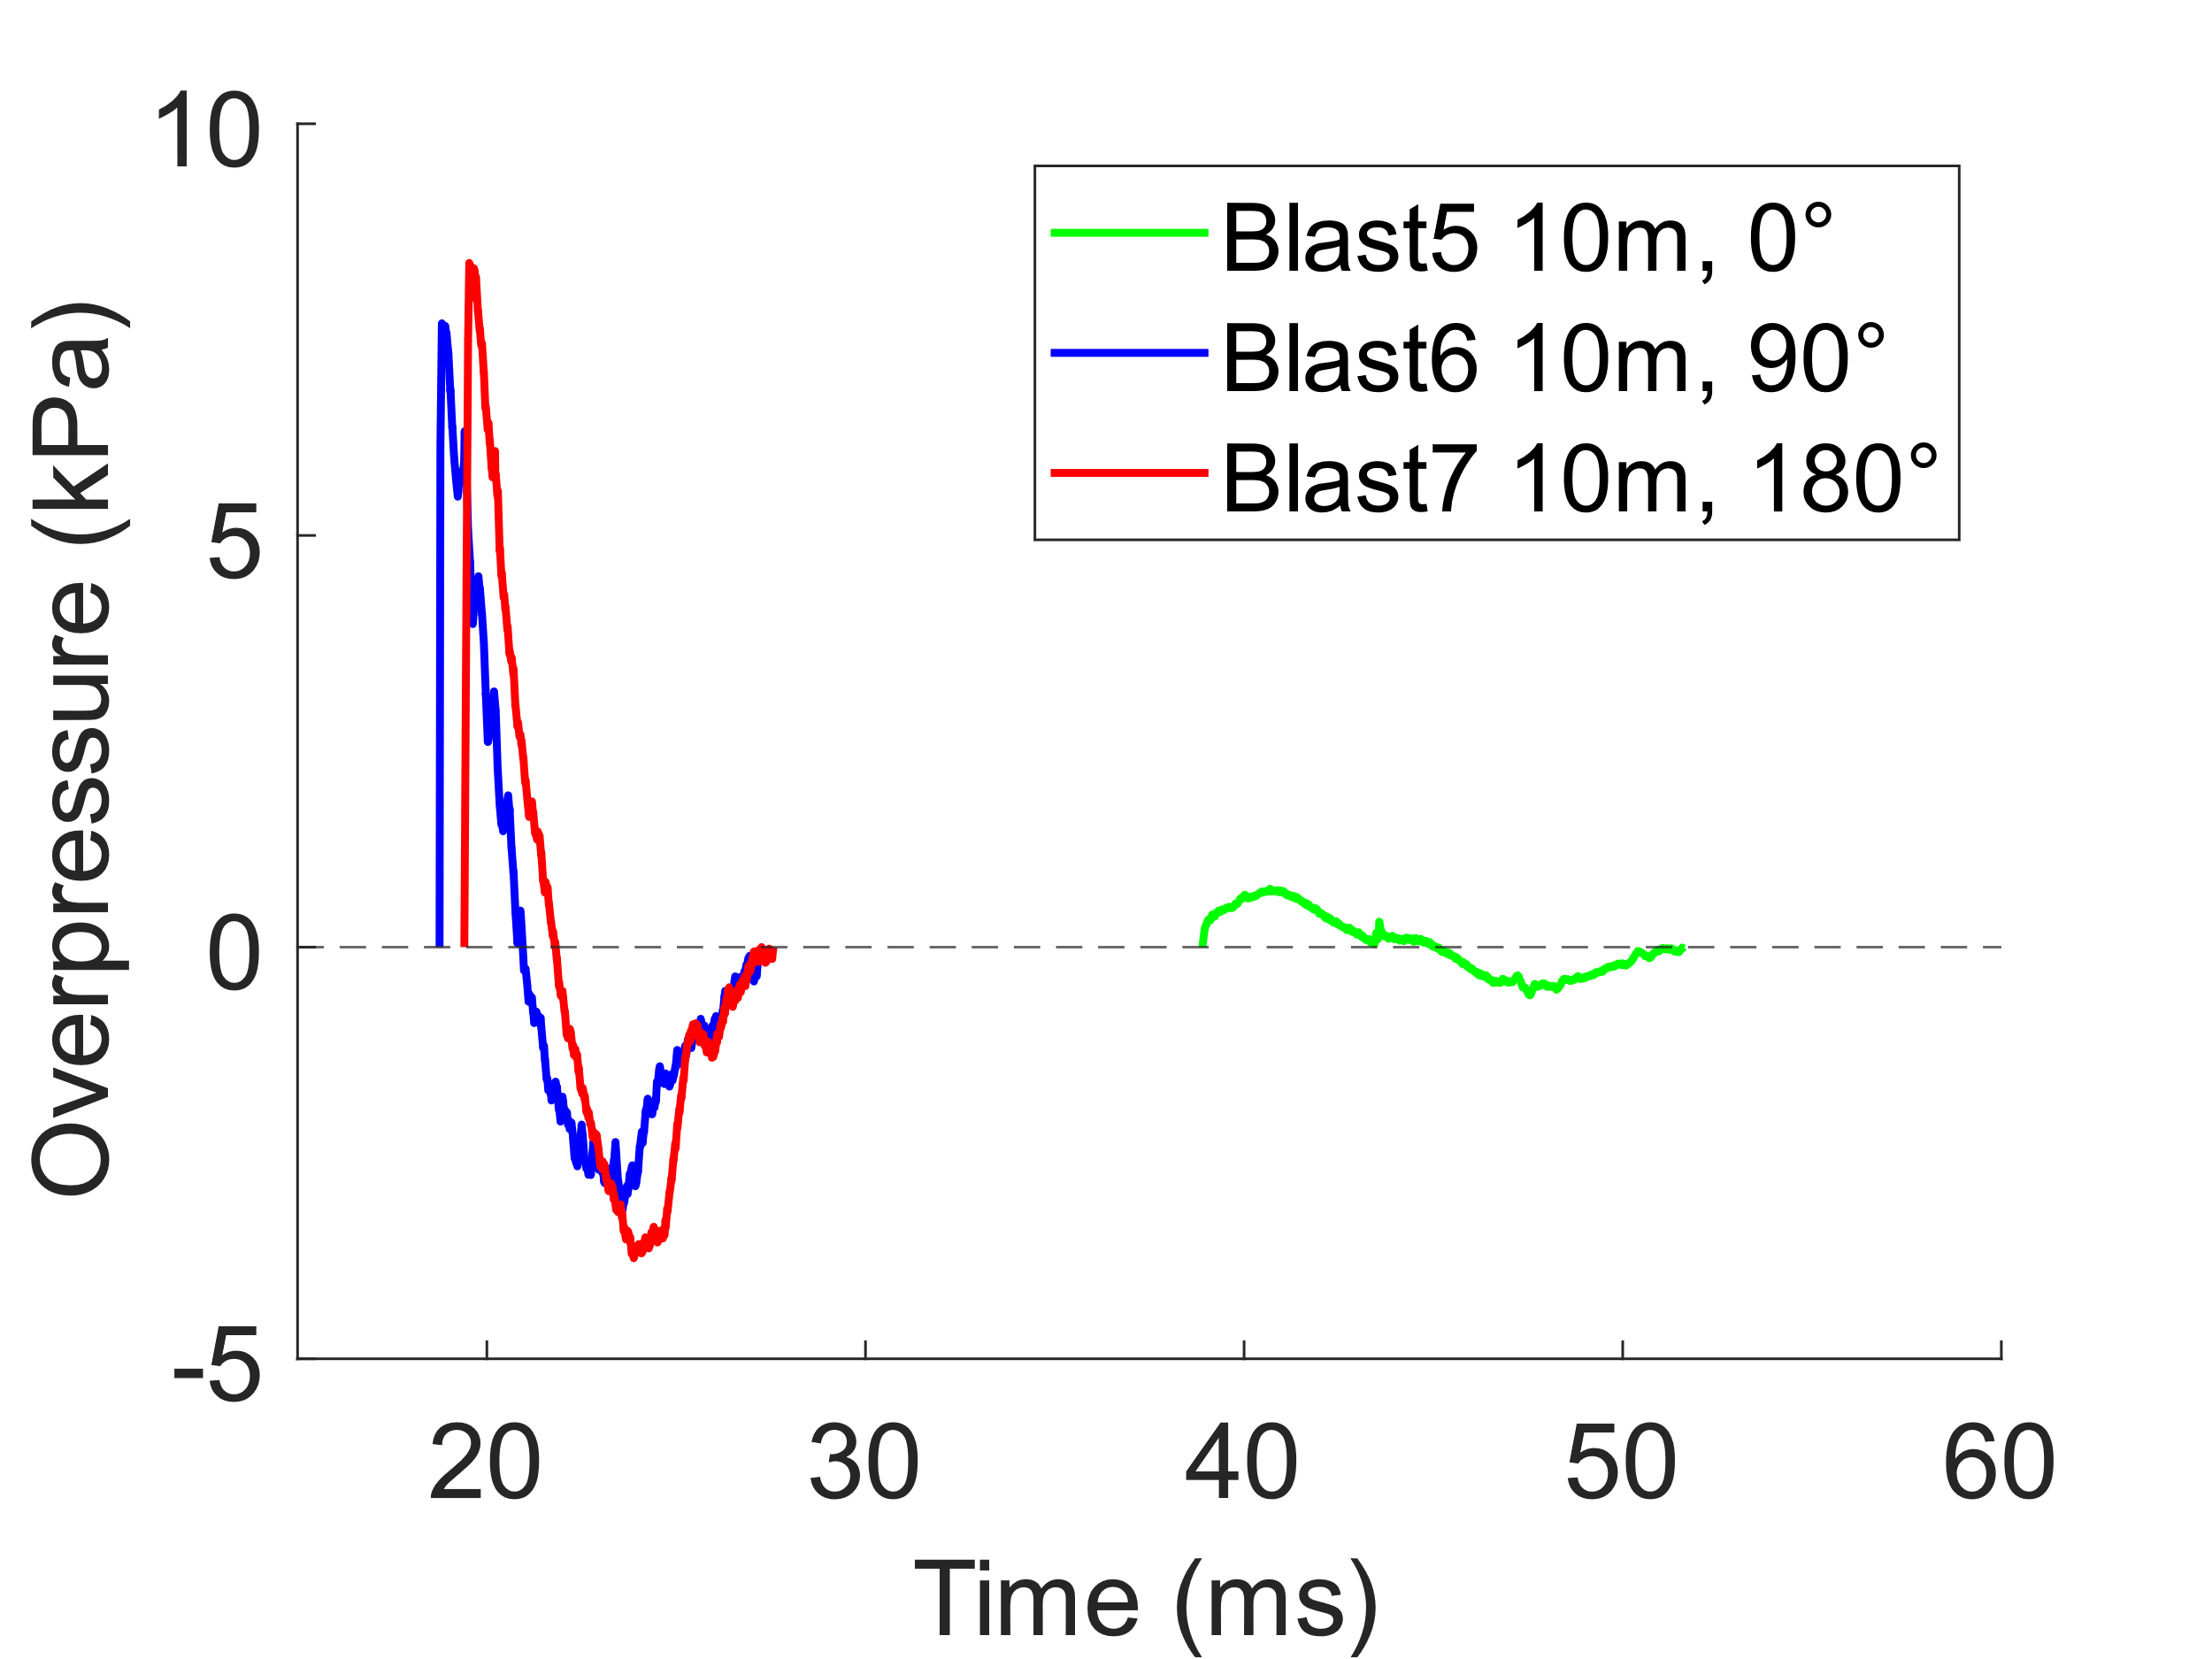 10
5
0
-5
Overpressure (kPa)
Blast5 10m, 0°
Blast6 10m, 90°
Blast7 10m, 180°
20 30 40 50 60
Time (ms)